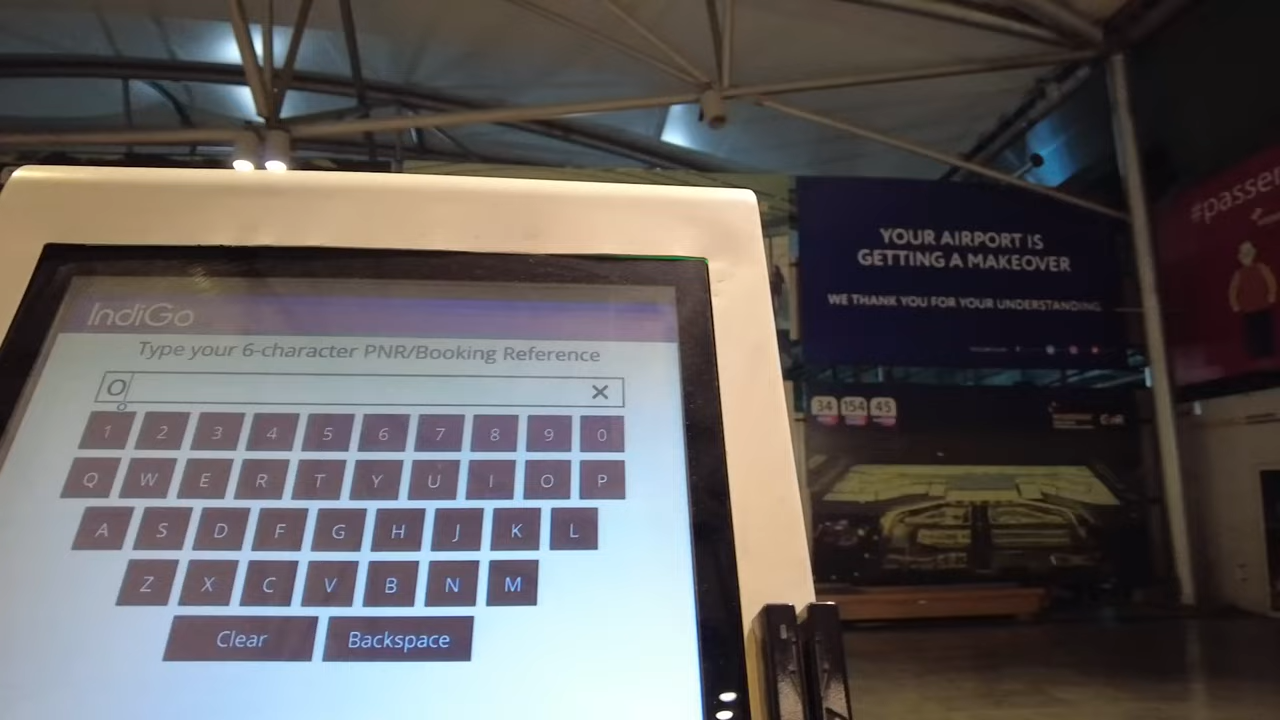 IndiGo
Type your 6-character PNR/Booking Reference
O
1 2 3 4 5 6 7 8 9 0
Q W E R T Y U I O P
A S D F G H J K L
Z X C V B N M
Clear Backspace
YOUR AIRPORT IS
GETTING A MAKEOVER
WE THANK YOU FOR YOUR UNDERSTANDING
34 154 45
#passen